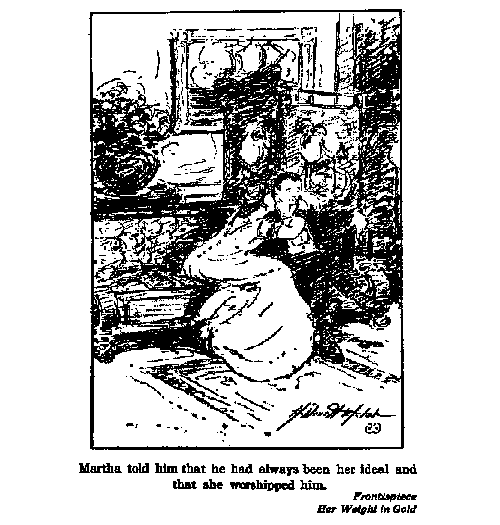 Martha told him that he had always been her ideal and
that she worshipped him.
Frontispiece
Her Weight in Gold